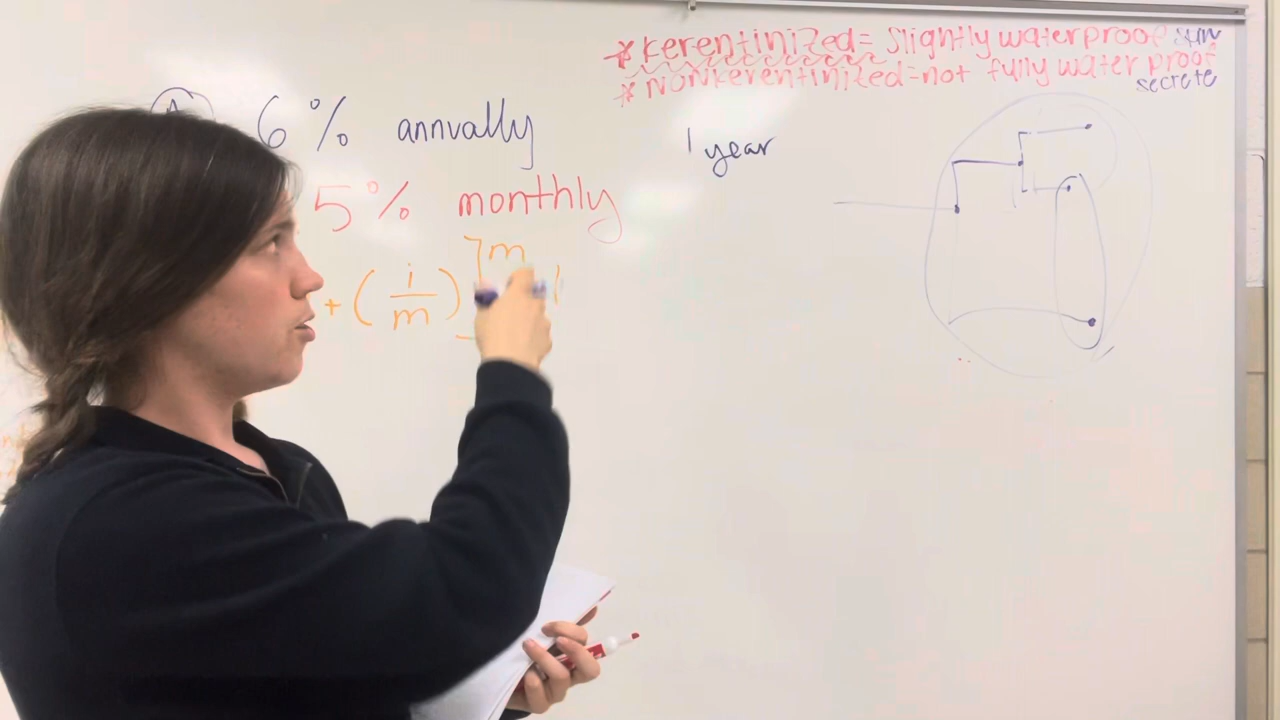 *kerentinized= slightly waterproof skin
*nonkerentinized=not fully water proof
secrete
A 6% annually
1 year
5% monthly
+ (i/m)]m